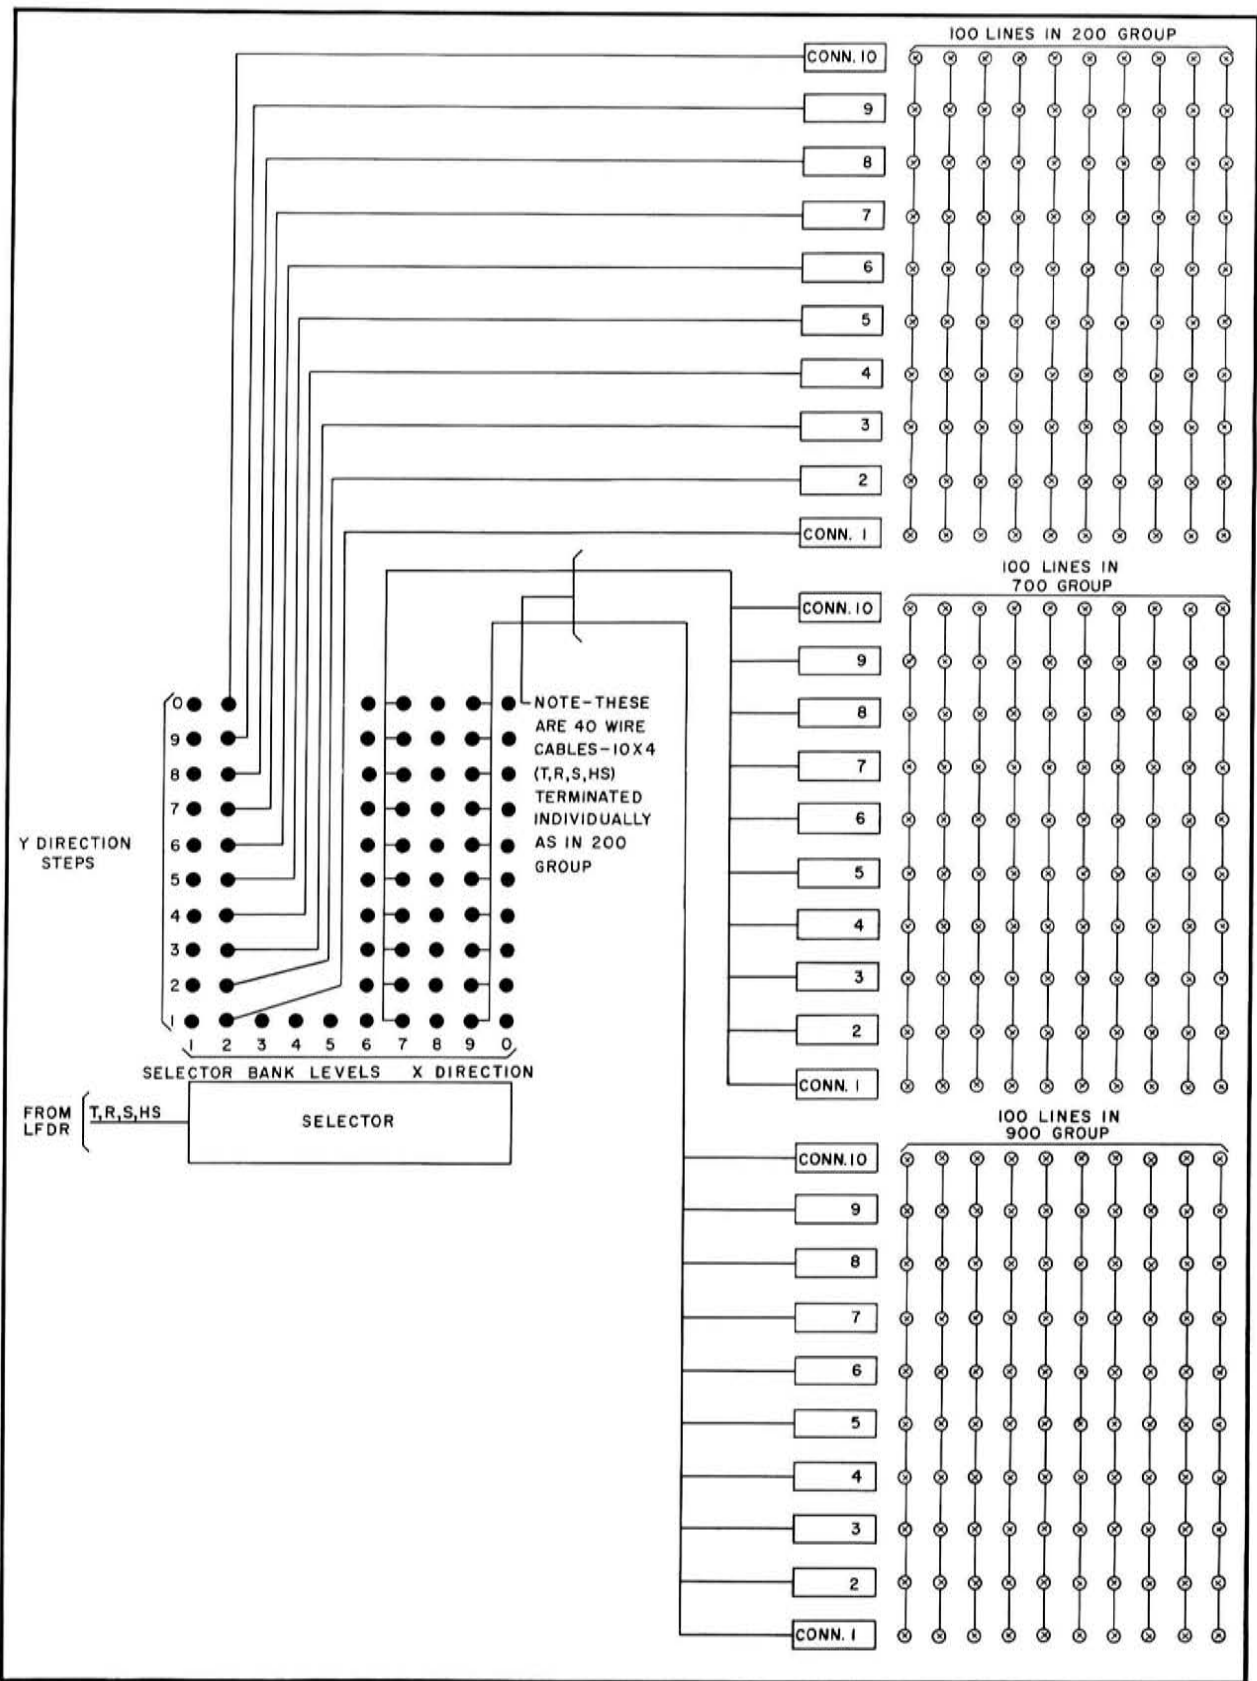 100 LINES IN 200 GROUP
CONN. 10
9
8
7
6
5
4
3
2
CONN. 1
100 LINES IN
700 GROUP
CONN. 10
9
8
7
6
5
4
3
2
CONN. 1
NOTE-THESE
ARE 40 WIRE
CABLES-10X4
(T,R,S,HS)
TERMINATED
INDIVIDUALLY
AS IN 200
GROUP
0
9
8
7
6
5
4
3
2
1
Y DIRECTION
STEPS
1 2 3 4 5 6 7 8 9 0
SELECTOR BANK LEVELS X DIRECTION
FROM
LFDR
T,R,S,HS
SELECTOR
100 LINES IN
900 GROUP
CONN. 10
9
8
7
6
5
4
3
2
CONN. 1